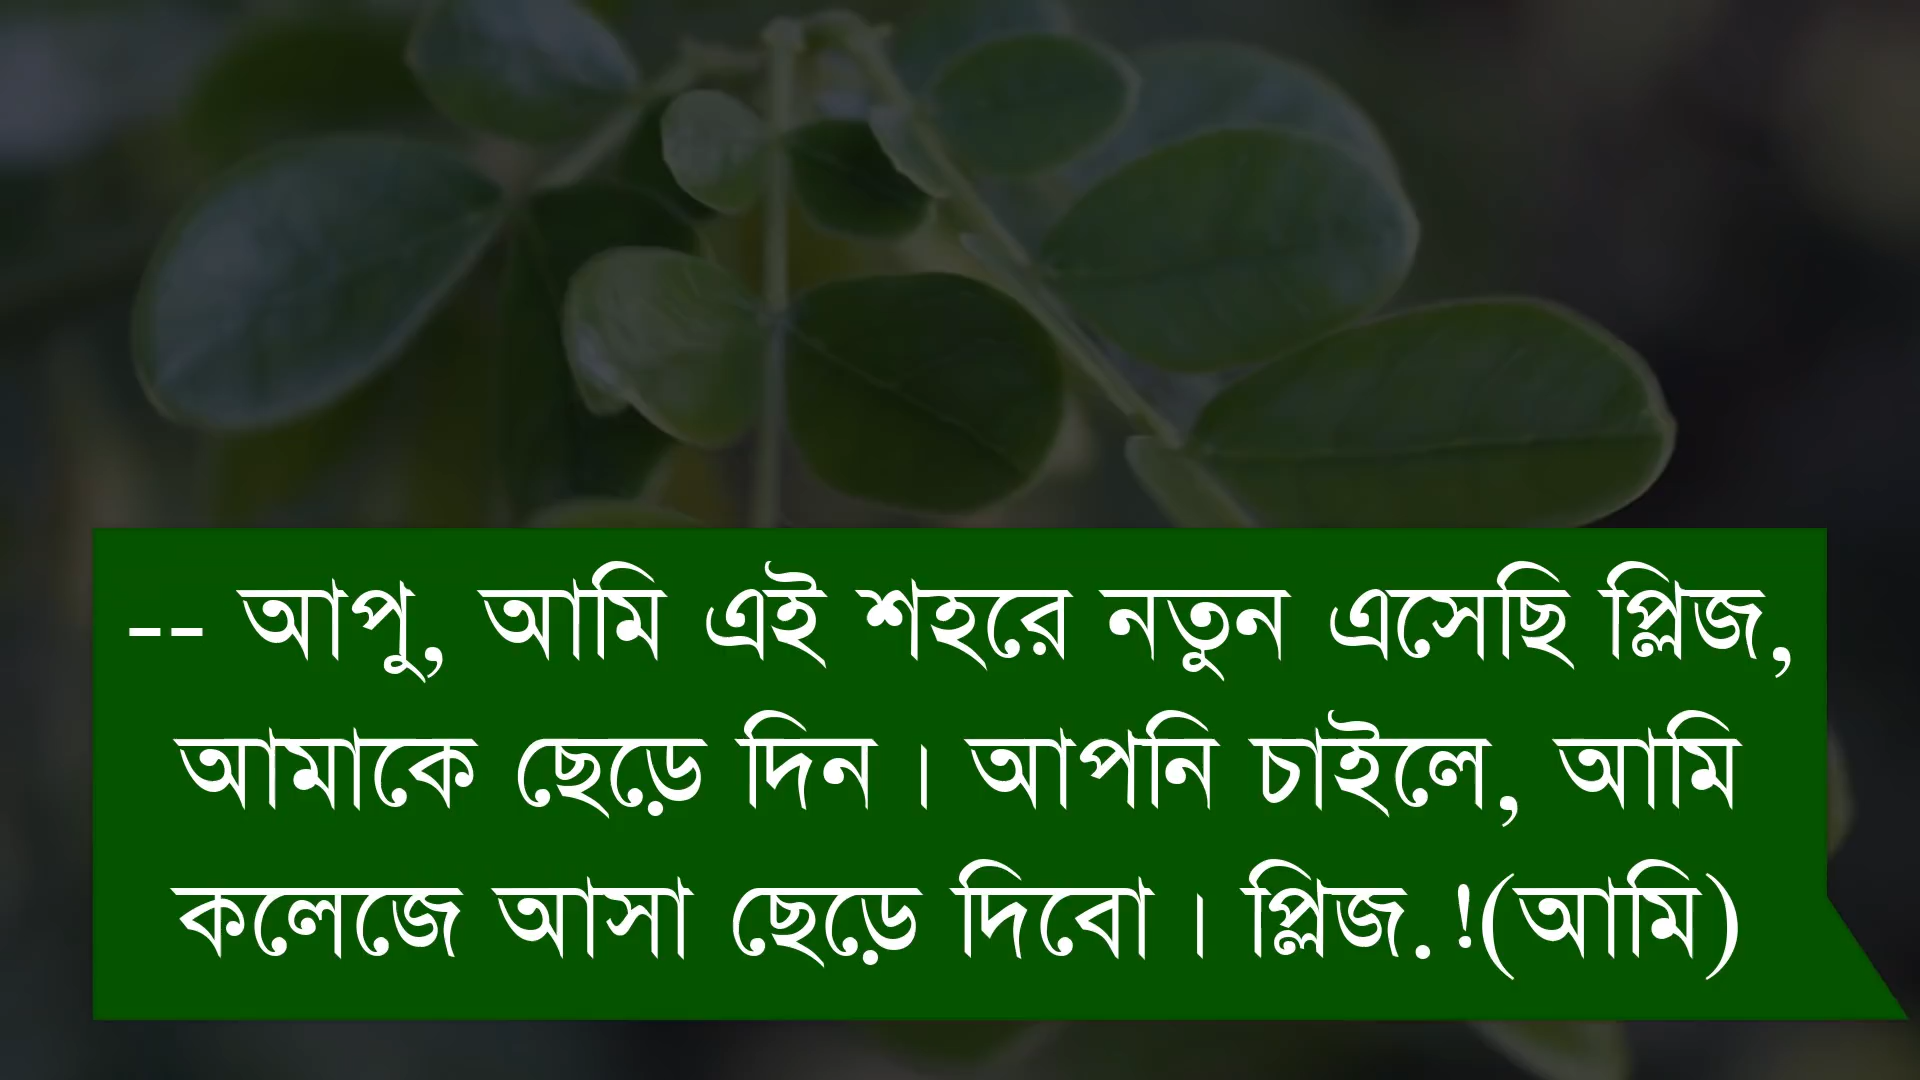 -- আপু, আমি এই শহরে নতুন এসেছি প্লিজ,
আমাকে ছেড়ে দিন। আপনি চাইলে, আমি
কলেজে আসা ছেড়ে দিবো। প্লিজ.!(আমি)